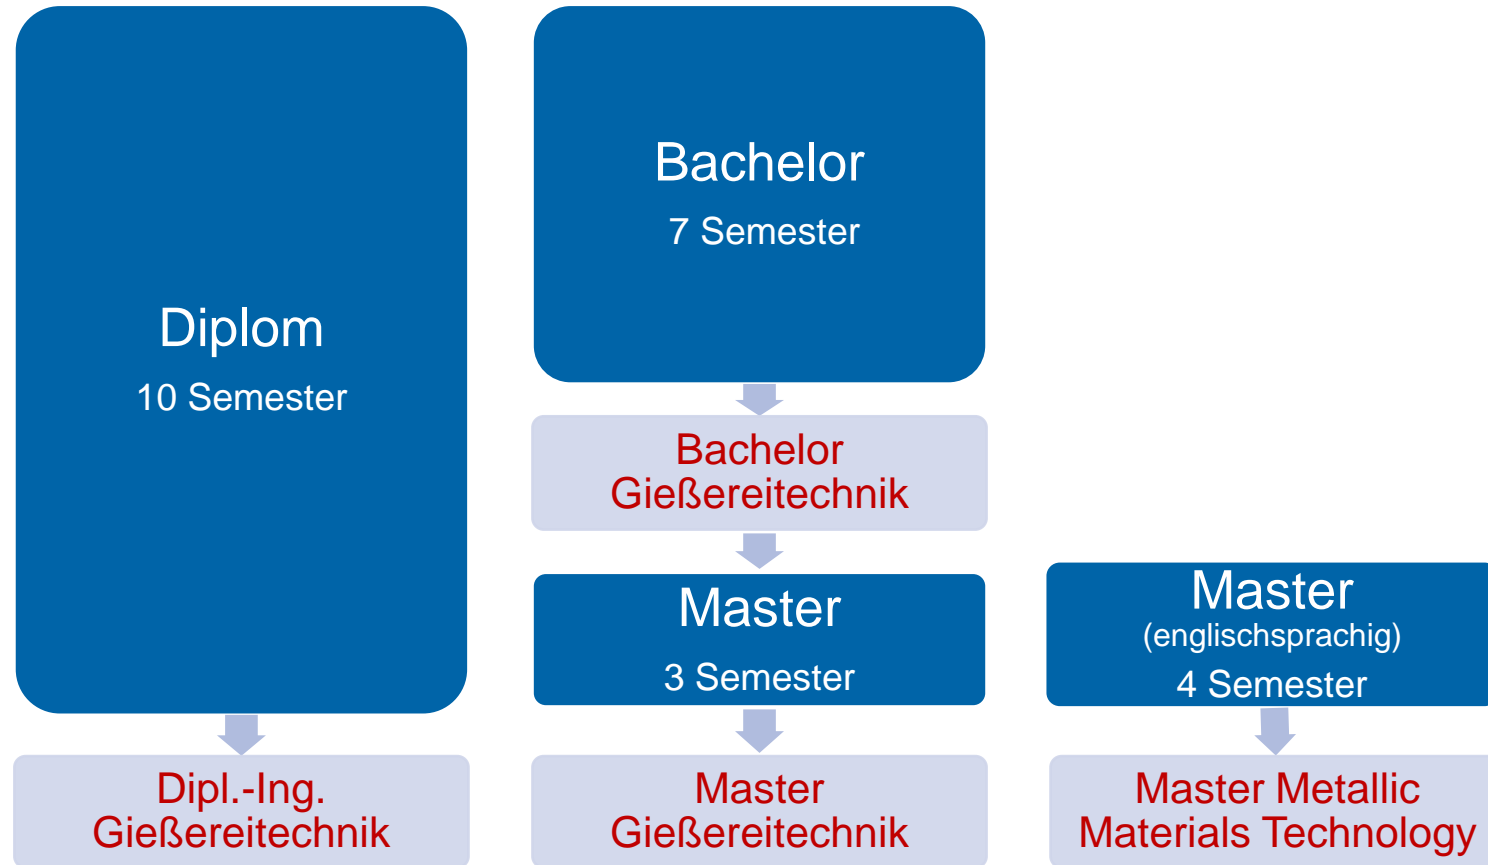 Diplom
10 Semester
Dipl.-Ing.
Gießereitechnik
Bachelor
7 Semester
Bachelor
Gießereitechnik
Master
3 Semester
Master
Gießereitechnik
Master
(englischsprachig)
4 Semester
Master Metallic
Materials Technology